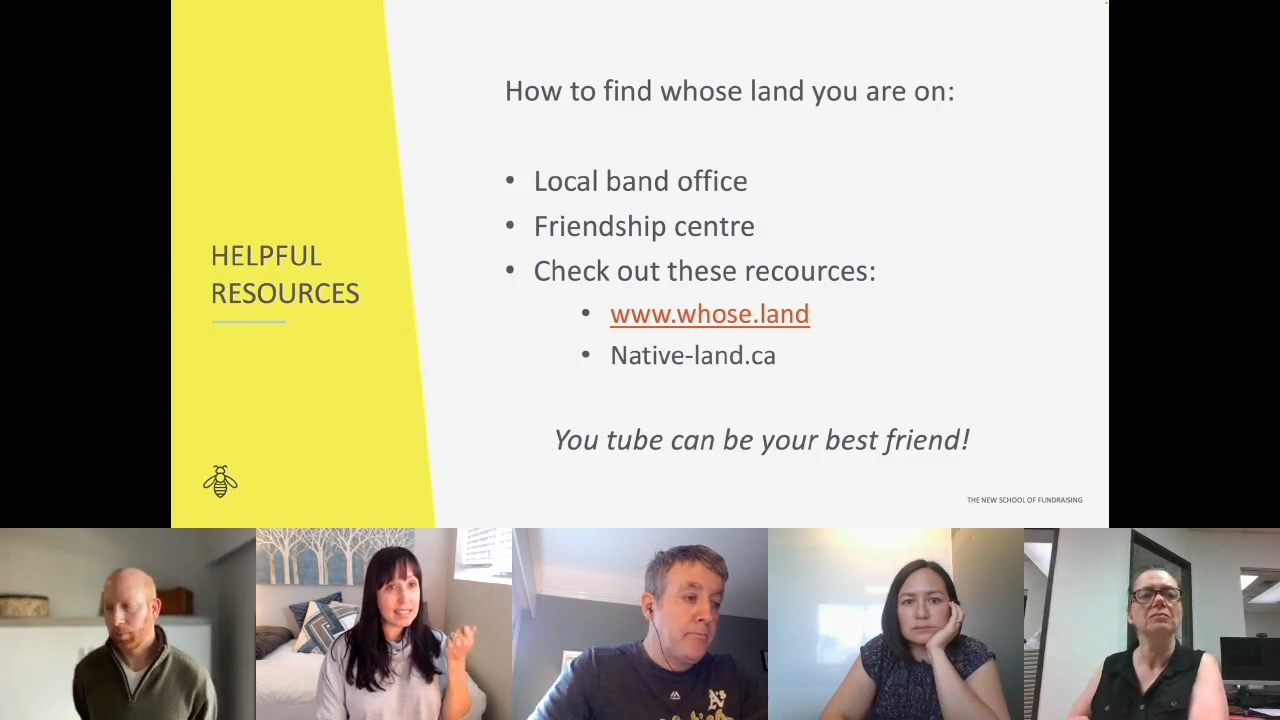 How to find whose land you are on:
• Local band office
• Friendship centre
• Check out these recources:
• www.whose.land
• Native-land.ca
You tube can be your best friend!
HELPFUL
RESOURCES
THE NEW SCHOOL OF FUNDRAISING
A's